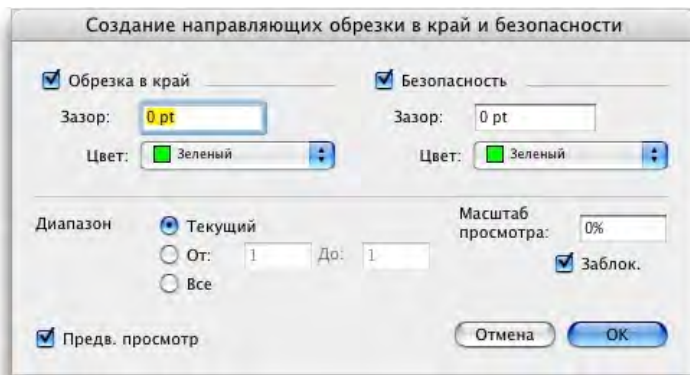 Создание направляющих обрезки в край и безопасности
Обрезка в край
Безопасность
Зазор: 0 pt
Зазор: 0 pt
Цвет: Зеленый
Цвет: Зеленый
Диапазон
Текущий
От: 1 До: 1
Все
Масштаб
просмотра: 0%
Заблок.
Предв. просмотр
Отмена
OK